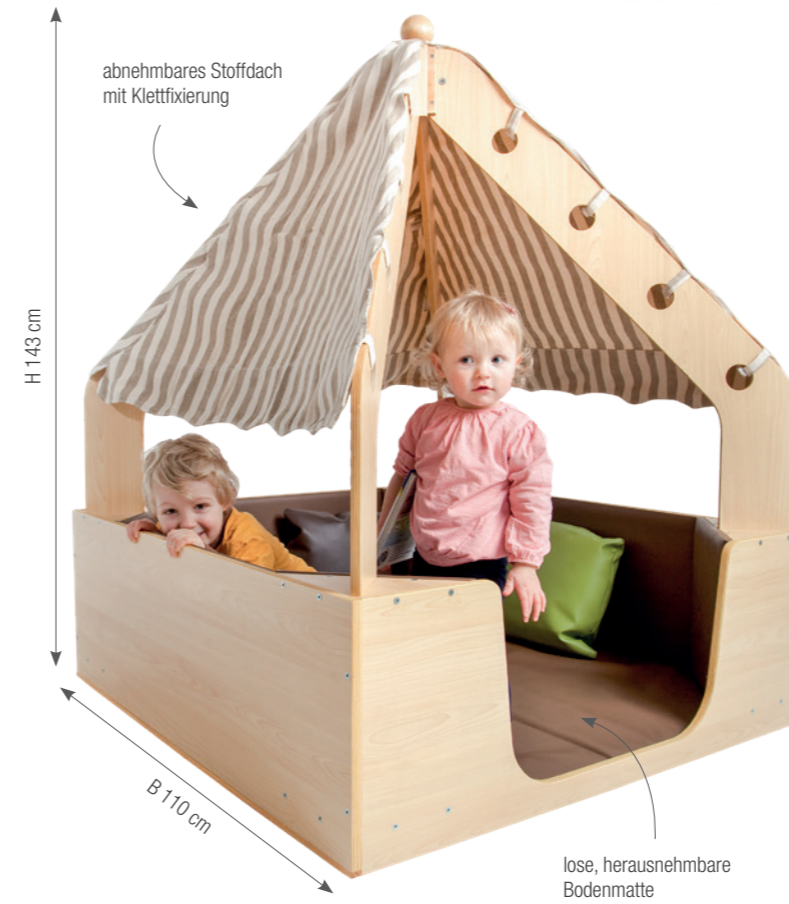 abnehmbares Stoffdach
mit Klettfixierung
H 143 cm
B 110 cm
lose, herausnehmbare
Bodenmatte